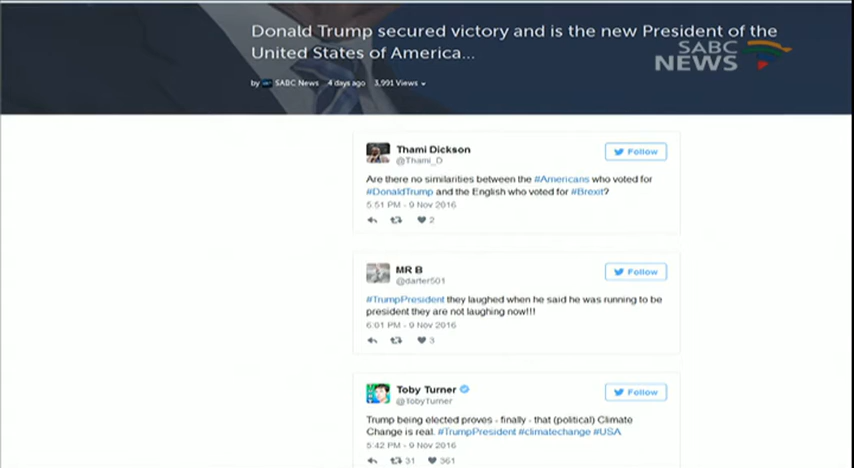 Donald Trump secured victory and is the new President of the
United States of America...
SABC
NEWS
by SABC News 4 days ago 3,991 Views
Thami Dickson
@Thami_D
Follow
Are there no similarities between the #Americans who voted for
#DonaldTrump and the English who voted for #Brexit?
5:51 PM - 9 Nov 2016
2
MR B
@darter501
Follow
#TrumpPresident they laughed when he said he was running to be
president they are not laughing now!!!
6:01 PM - 9 Nov 2016
3
Toby Turner
@TobyTurner
Follow
Trump being elected proves - finally - that (political) Climate
Change is real. #TrumpPresident #climatechange #USA
5:42 PM - 9 Nov 2016
31 361